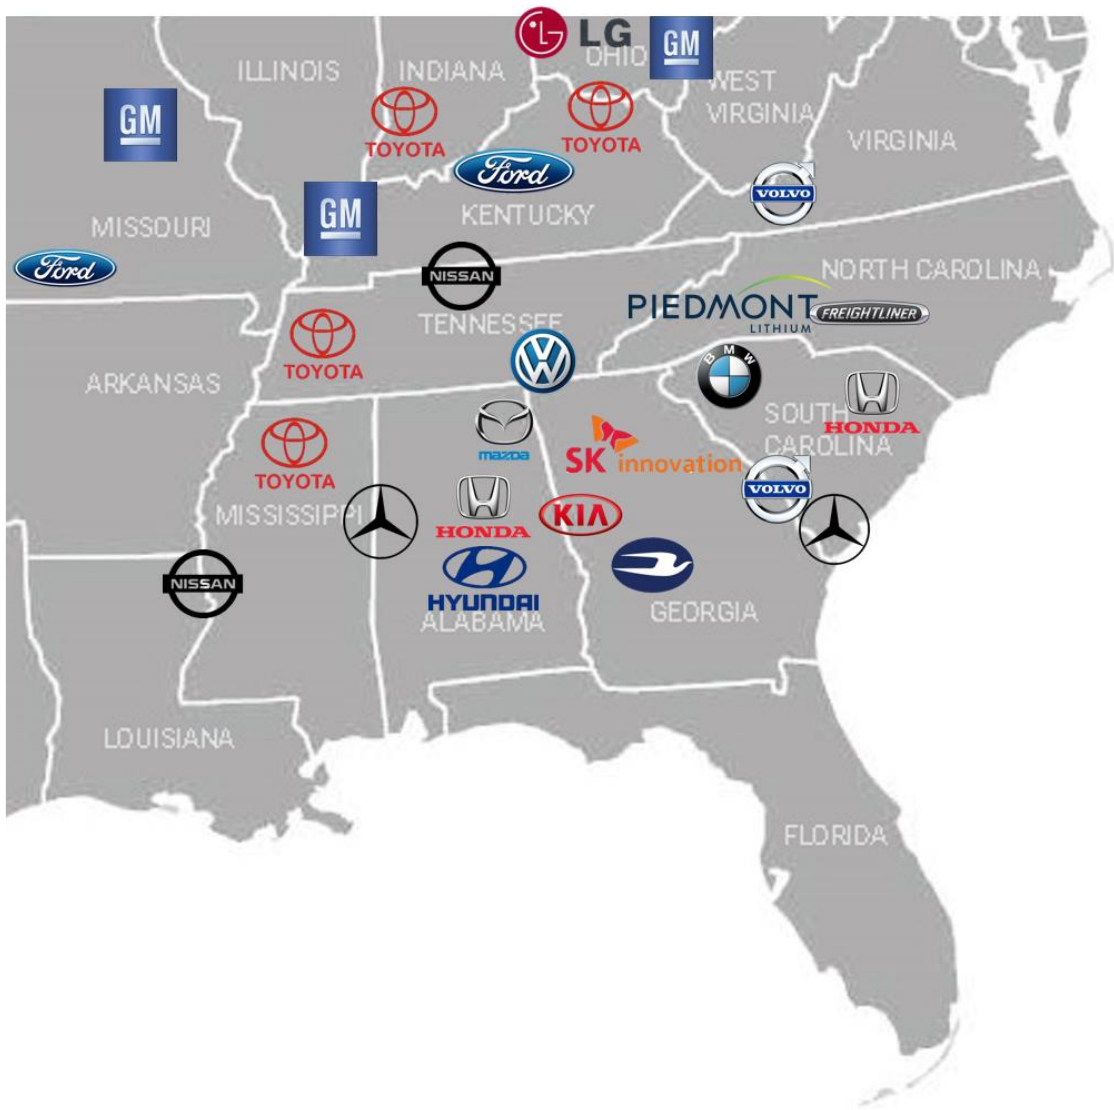 LG
OHIO
GM
ILLINOIS
INDIANA
WEST
VIRGINIA
GM
TOYOTA
TOYOTA
VIRGINIA
Ford
VOLVO
GM
KENTUCKY
MISSOURI
Ford
NISSAN
NORTH CAROLINA
PIEDMONT
LITHIUM
FREIGHTLINER
TENNESSEE
TOYOTA
VW
BMW
ARKANSAS
SOUTH
CAROLINA
HONDA
mazda
SK innovation
TOYOTA
VOLVO
MISSISSIPPI
HONDA
KIA
NISSAN
HYUNDAI
ALABAMA
GEORGIA
LOUISIANA
FLORIDA